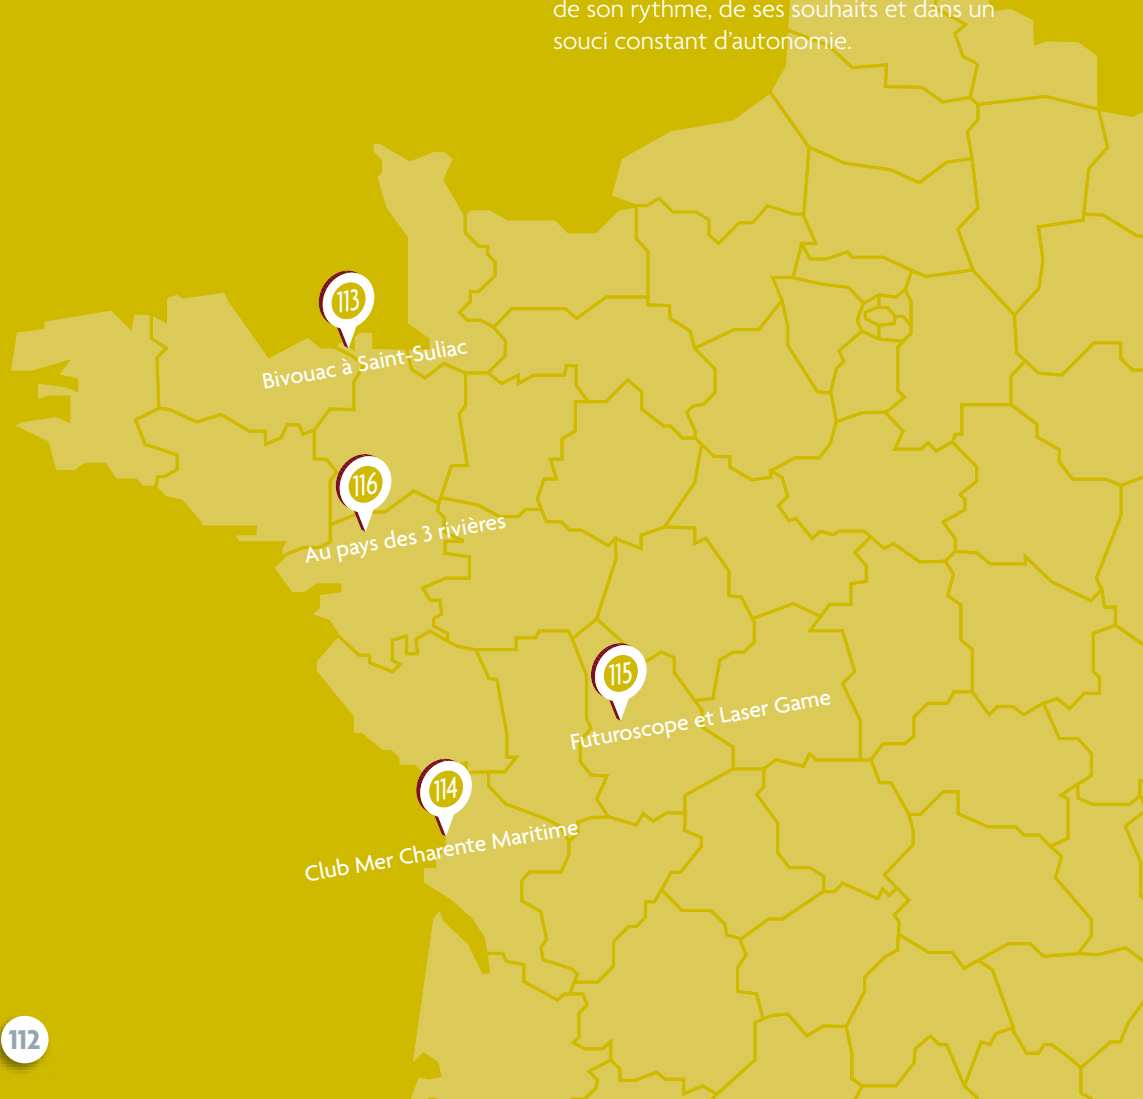 de son rythme, de ses souhaits et dans un
souci constant d’autonomie.
113
Bivouac à Saint-Suliac
116
Au pays des 3 rivières
115
Futuroscope et Laser Game
114
Club Mer Charente Maritime
112